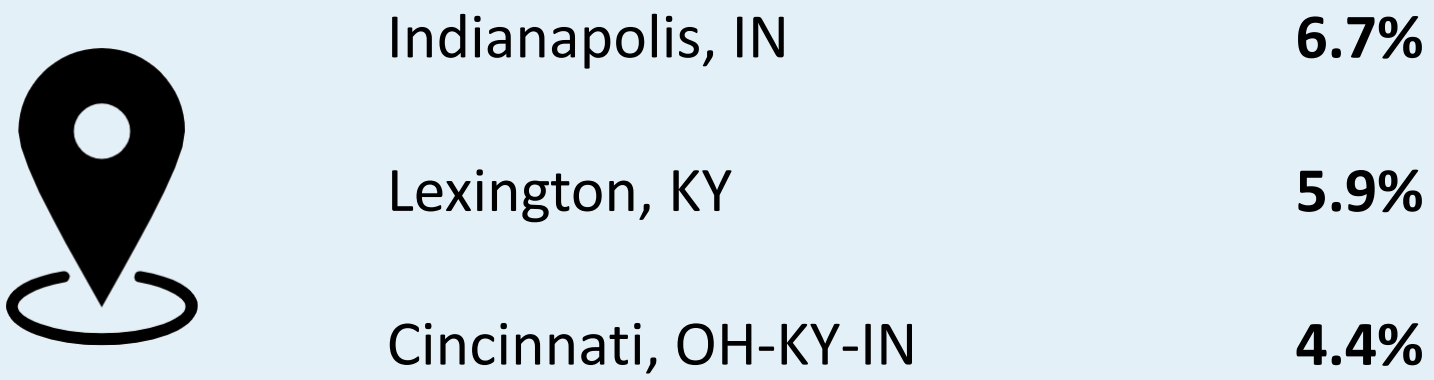 Indianapolis, IN 6.7%
Lexington, KY 5.9%
Cincinnati, OH-KY-IN 4.4%